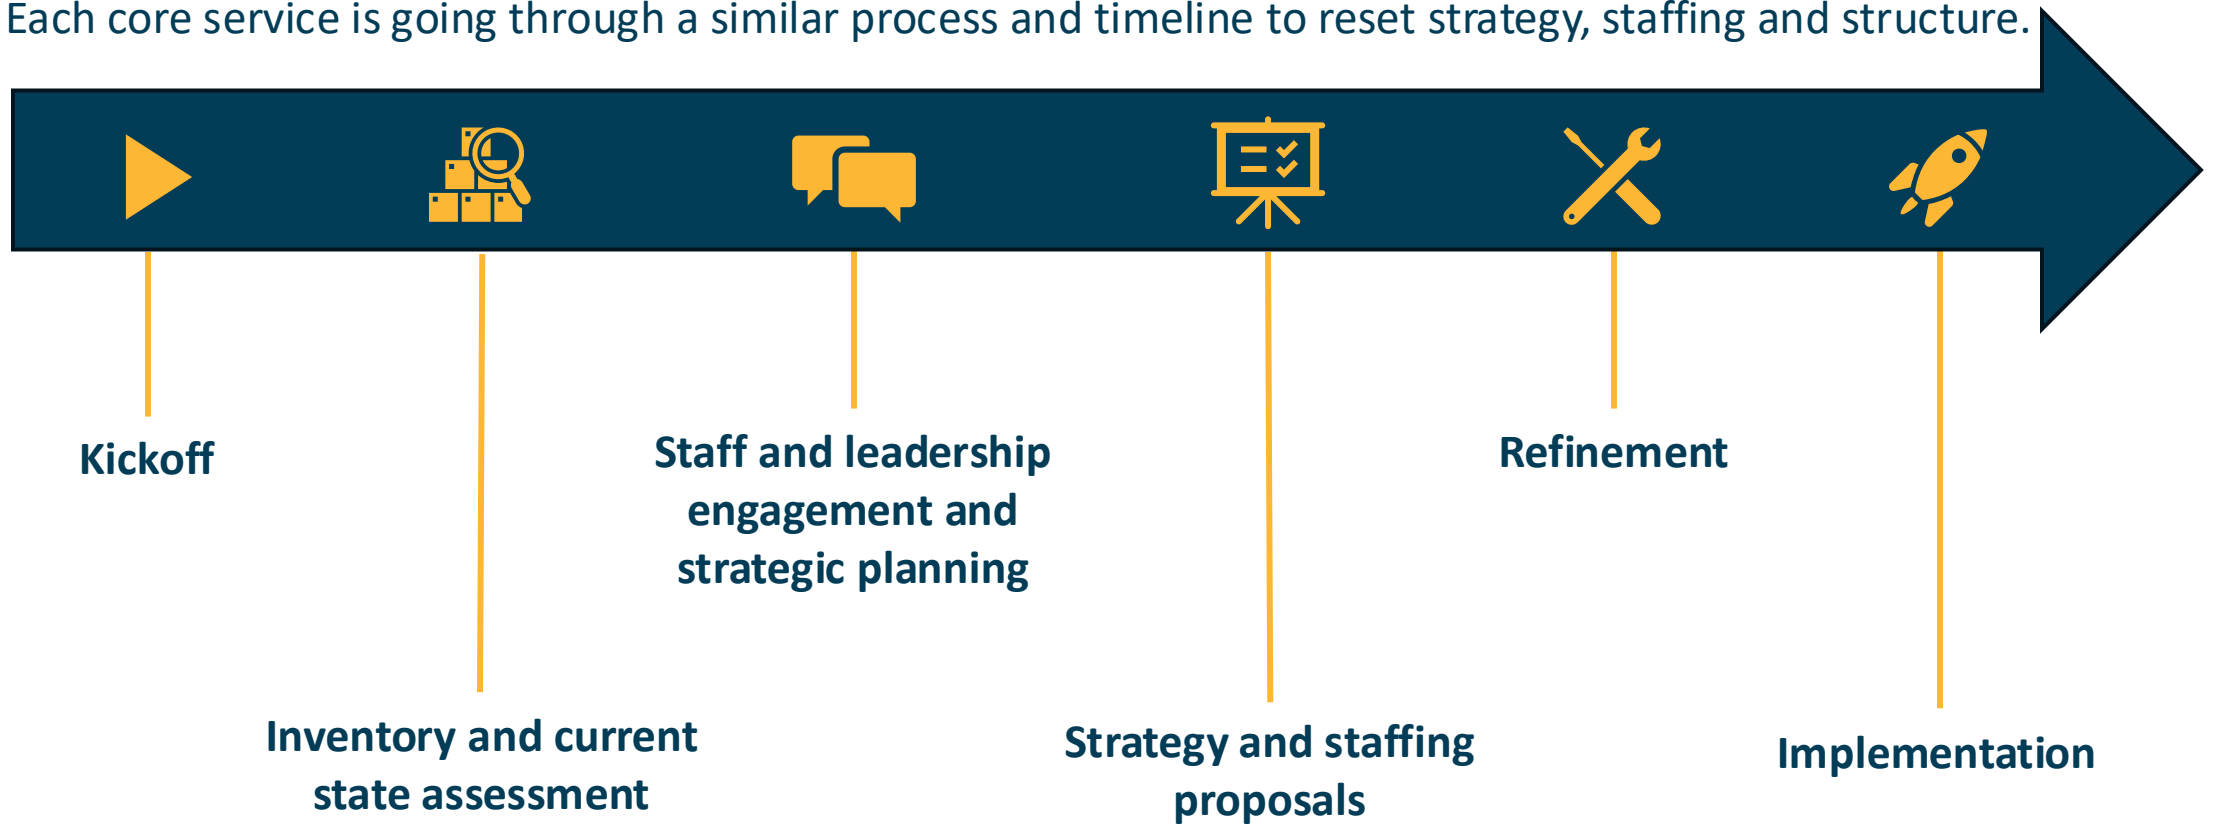 Each core service is going through a similar process and timeline to reset strategy, staffing and structure.
Kickoff
Inventory and current
state assessment
Staff and leadership
engagement and
strategic planning
Strategy and staffing
proposals
Refinement
Implementation